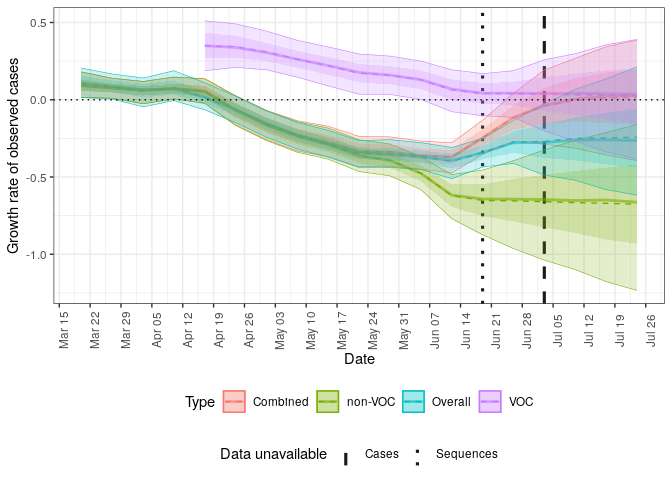 Growth rate of observed cases
0.5
0.0
-0.5
-1.0
Mar 15
Mar 22
Mar 29
Apr 05
Apr 12
Apr 19
Apr 26
May 03
May 10
May 17
May 24
May 31
Jun 07
Jun 14
Jun 21
Jun 28
Jul 05
Jul 12
Jul 19
Jul 26
Date
Type Combined non-VOC Overall VOC
Data unavailable Cases Sequences